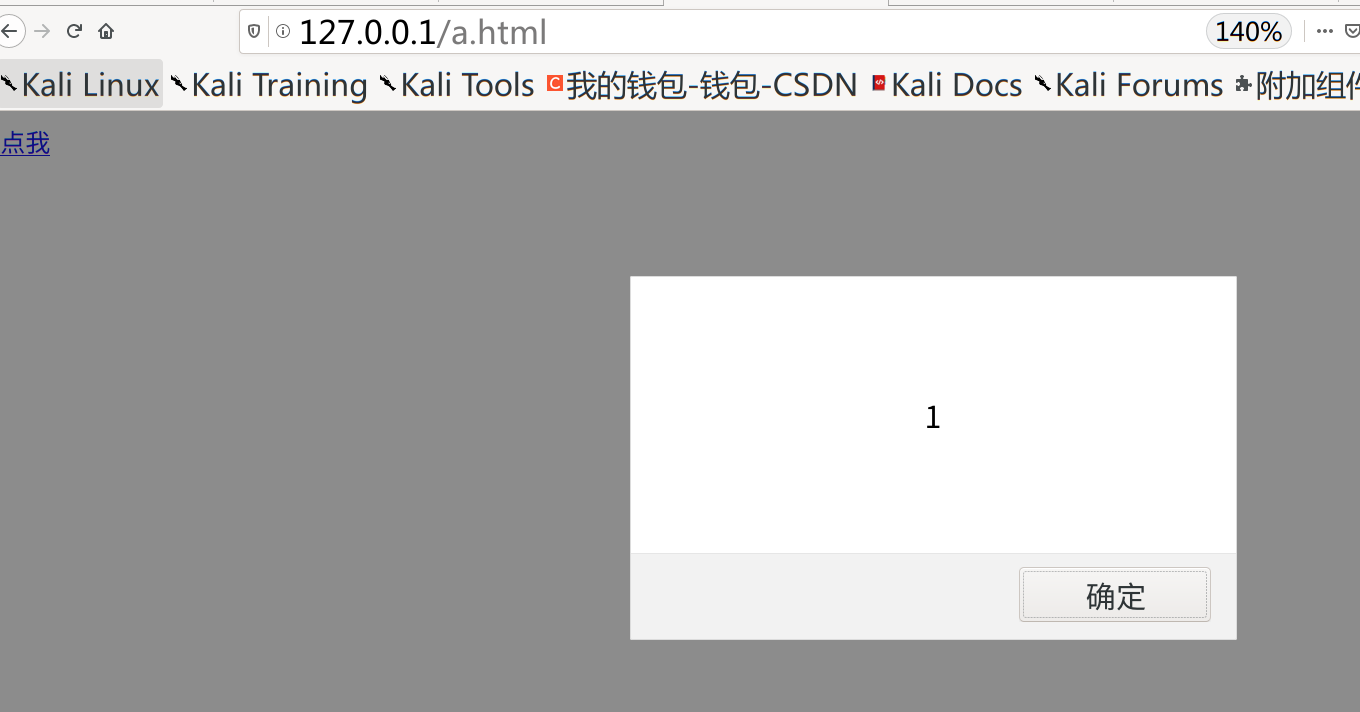 127.0.0.1/a.html 140%
Kali Linux Kali Training Kali Tools 我的钱包-钱包-CSDN Kali Docs Kali Forums 附加组件
点我
1
确定